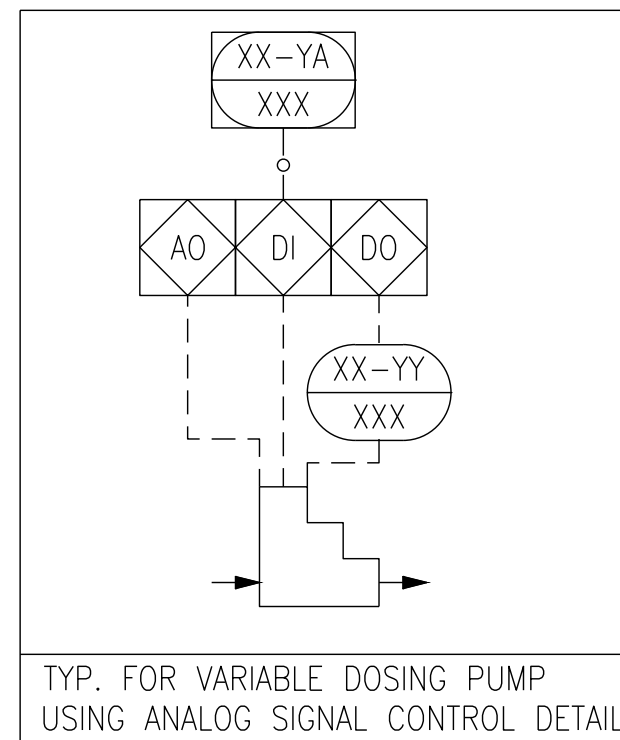 XX-YA
XXX
AO DI DO
XX-YY
XXX
TYP. FOR VARIABLE DOSING PUMP
USING ANALOG SIGNAL CONTROL DETAIL